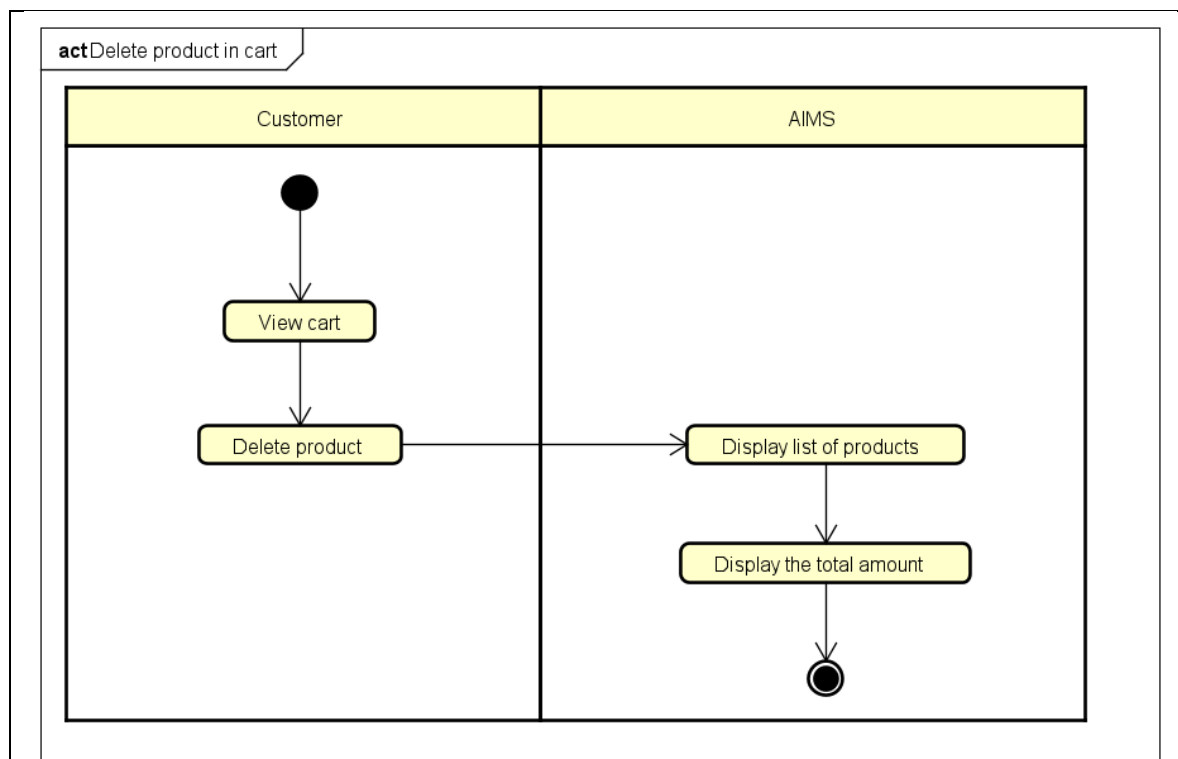 act Delete product in cart
Customer
AIMS
View cart
Delete product
Display list of products
Display the total amount